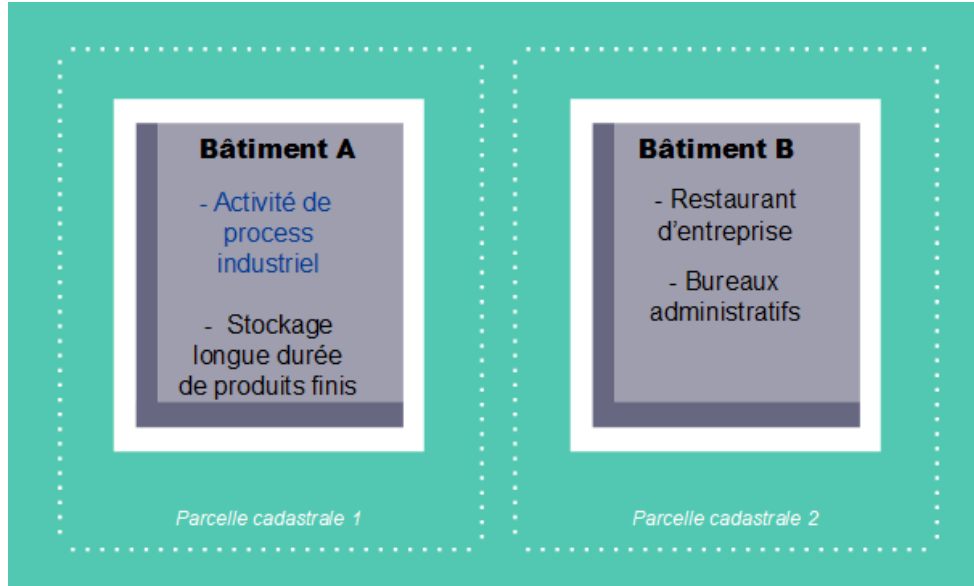 Bâtiment A
- Activité de
process
industriel
- Stockage
longue durée
de produits finis
Parcelle cadastrale 1
Bâtiment B
- Restaurant
d’entreprise
- Bureaux
administratifs
Parcelle cadastrale 2